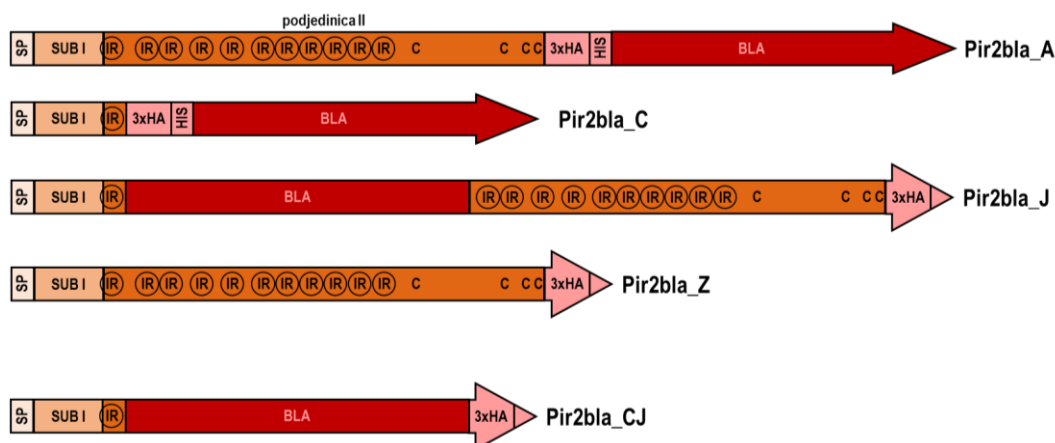 podjedinica II
SP SUB I IR IR IR IR IR IR IR IR IR IR IR C C C C 3xHA HIS BLA Pir2bla_A
SP SUB I IR 3xHA HIS BLA Pir2bla_C
SP SUB I IR BLA IR IR IR IR IR IR IR IR IR IR C C C C 3xHA Pir2bla_J
SP SUB I IR IR IR IR IR IR IR IR IR IR IR C C C C 3xHA Pir2bla_Z
SP SUB I IR BLA 3xHA Pir2bla_CJ